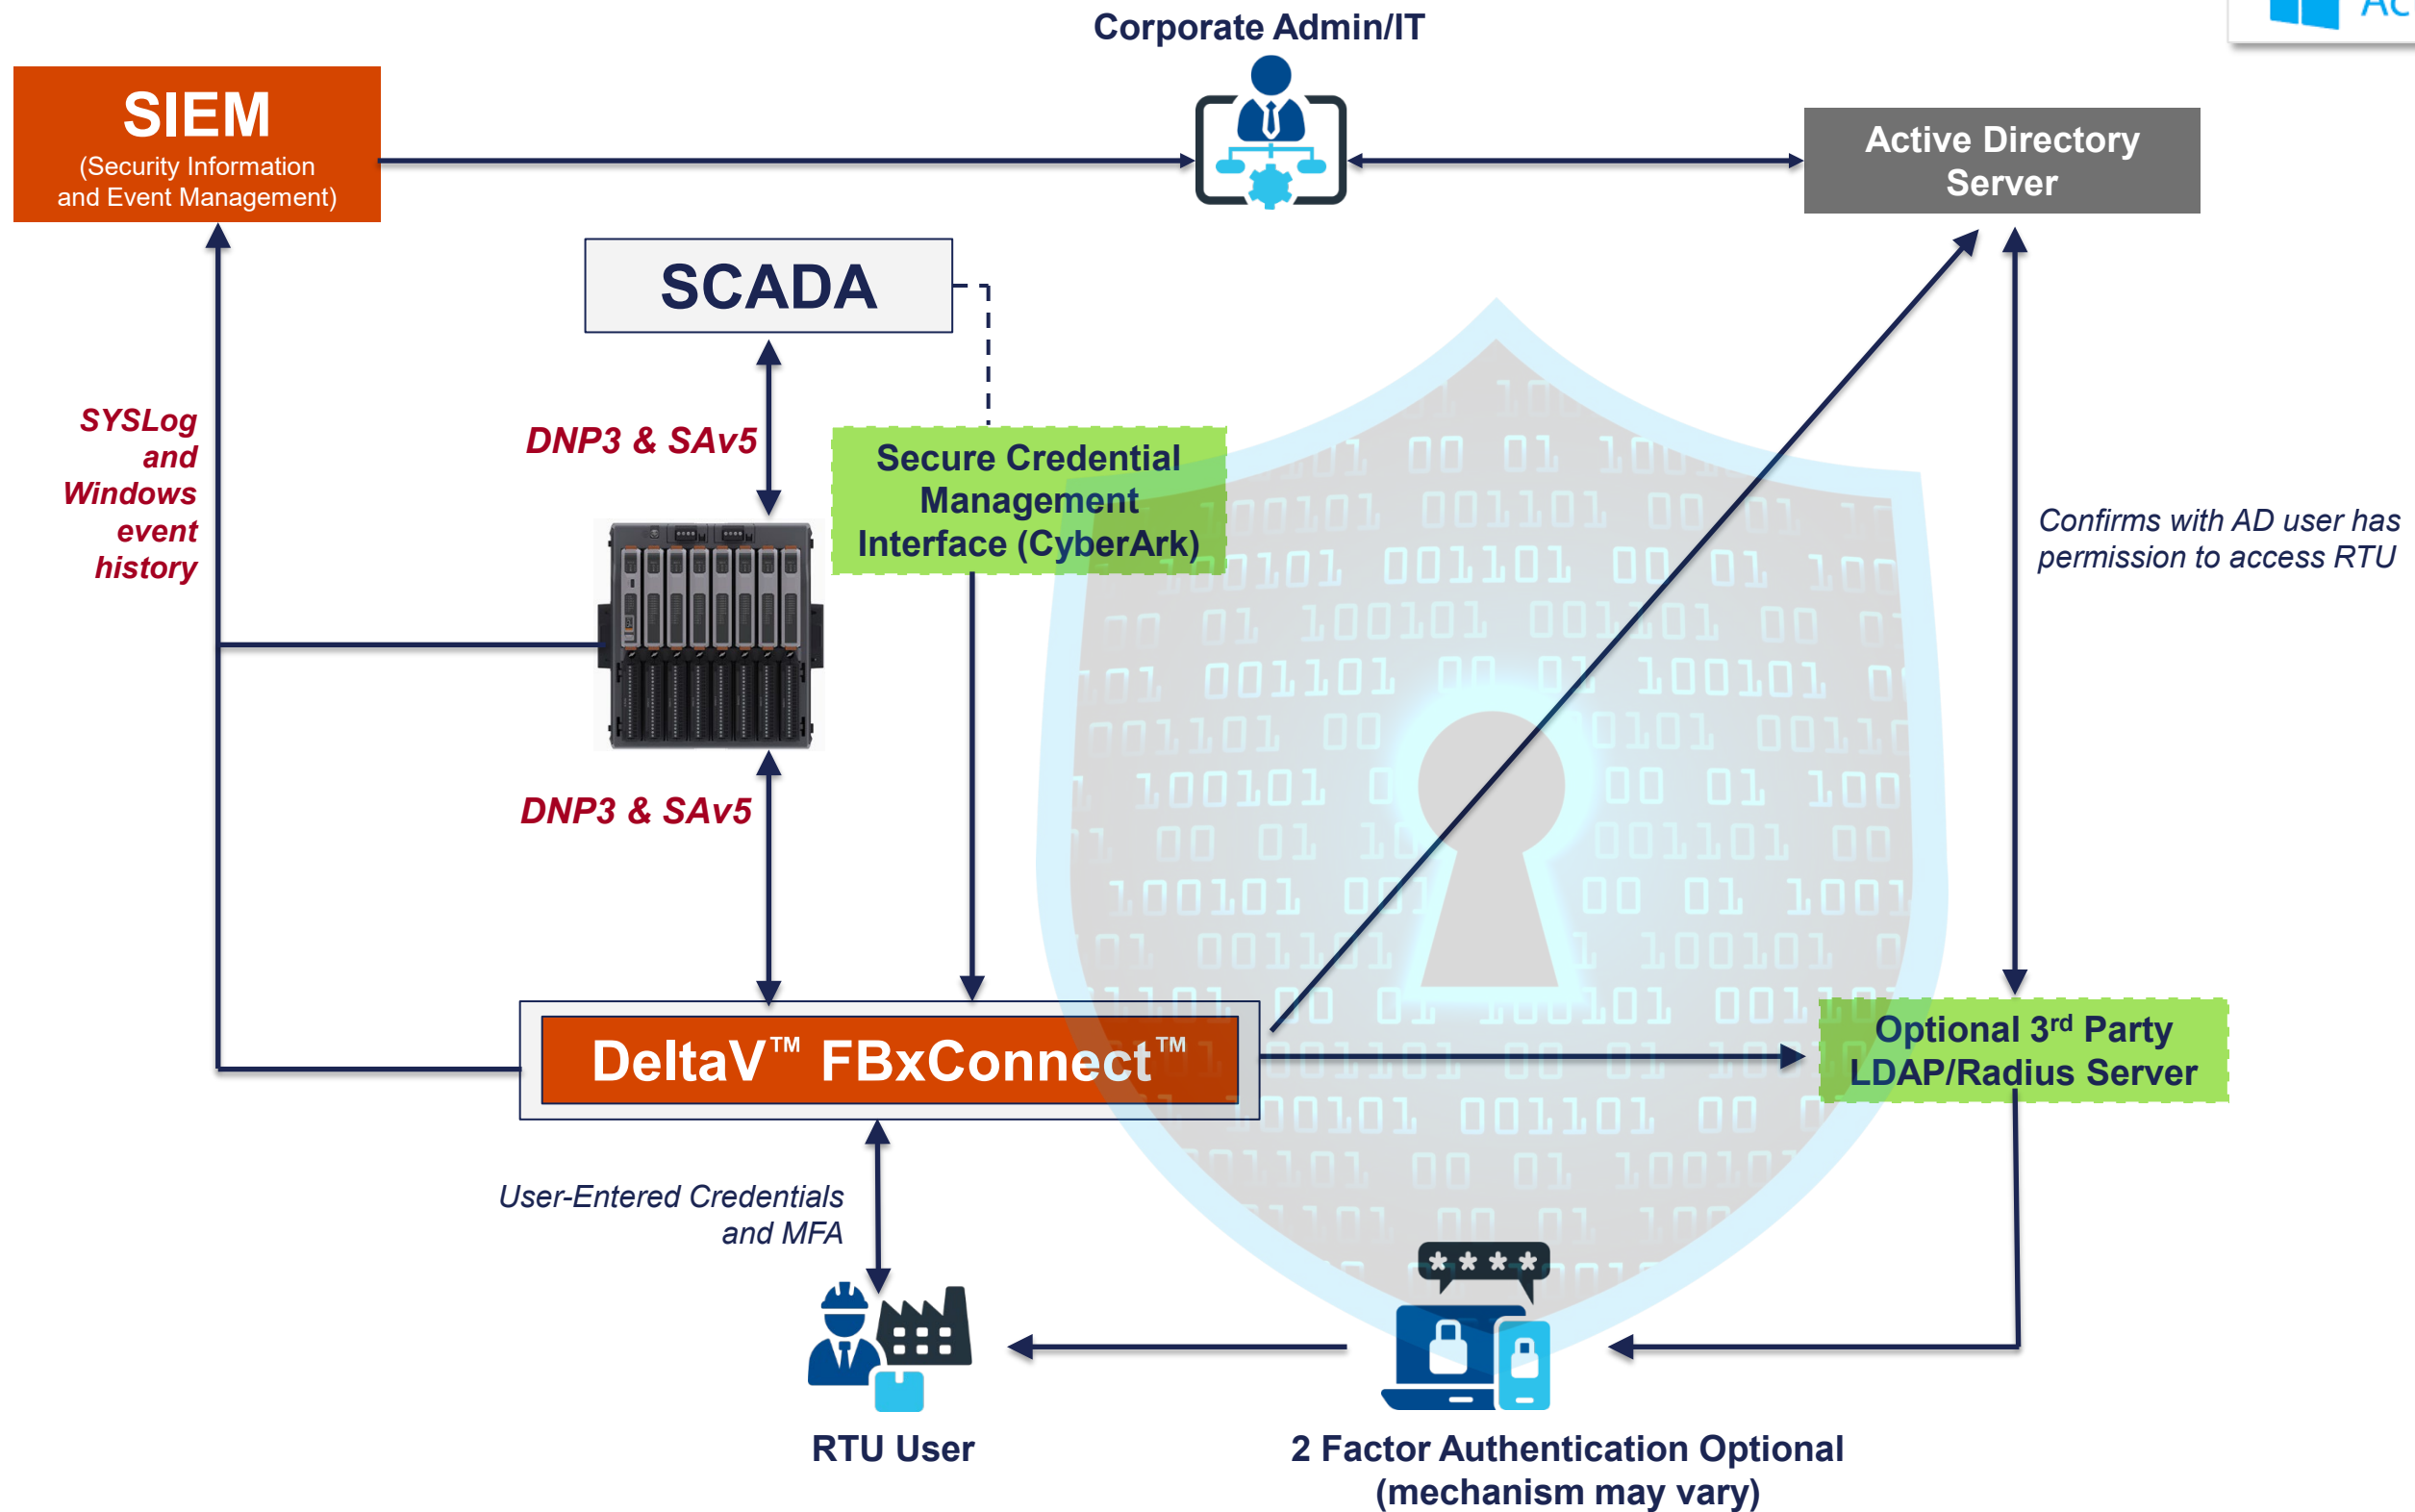 Corporate Admin/IT
SIEM
(Security Information
and Event Management)
Active Directory
Server
SCADA
SYSLog
and
Windows
event
history
DNP3 & SAv5
Secure Credential
Management
Interface (CyberArk)
Confirms with AD user has
permission to access RTU
DNP3 & SAv5
DeltaV™ FBxConnect™
Optional 3rd Party
LDAP/Radius Server
User-Entered Credentials
and MFA
* * * *
RTU User
2 Factor Authentication Optional
(mechanism may vary)